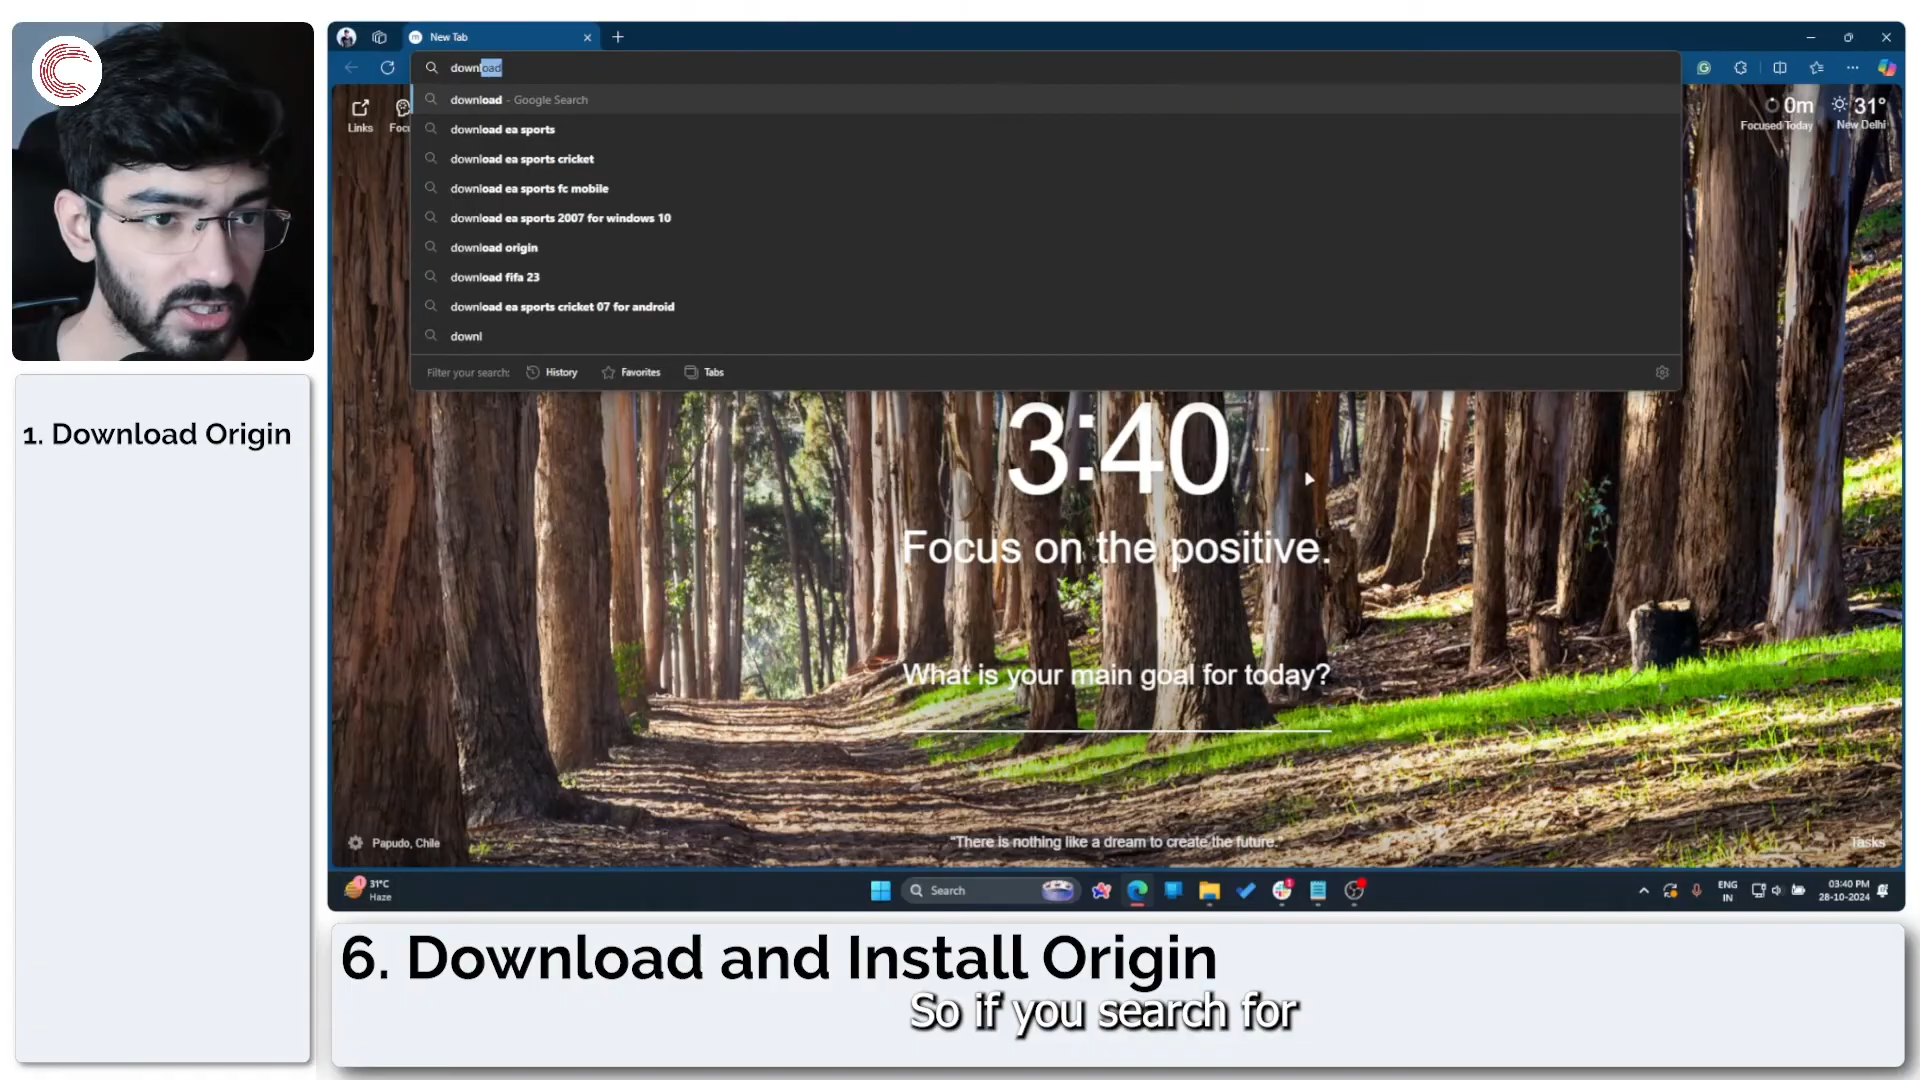 New Tab
download
download - Google Search
download ea sports
download ea sports cricket
download ea sports fc mobile
download ea sports 2007 for windows 10
download origin
download fifa 23
download ea sports cricket 07 for android
downl
Filter your search: History Favorites Tabs
Links
0m
Focused Today
31°
New Delhi
3:40
Focus on the positive.
What is your main goal for today?
Papudo, Chile
"There is nothing like a dream to create the future."
Tasks
31°C
Haze
Search
ENG
IN
03:40 PM
28-10-2024
1. Download Origin
6. Download and Install Origin
So if you search for